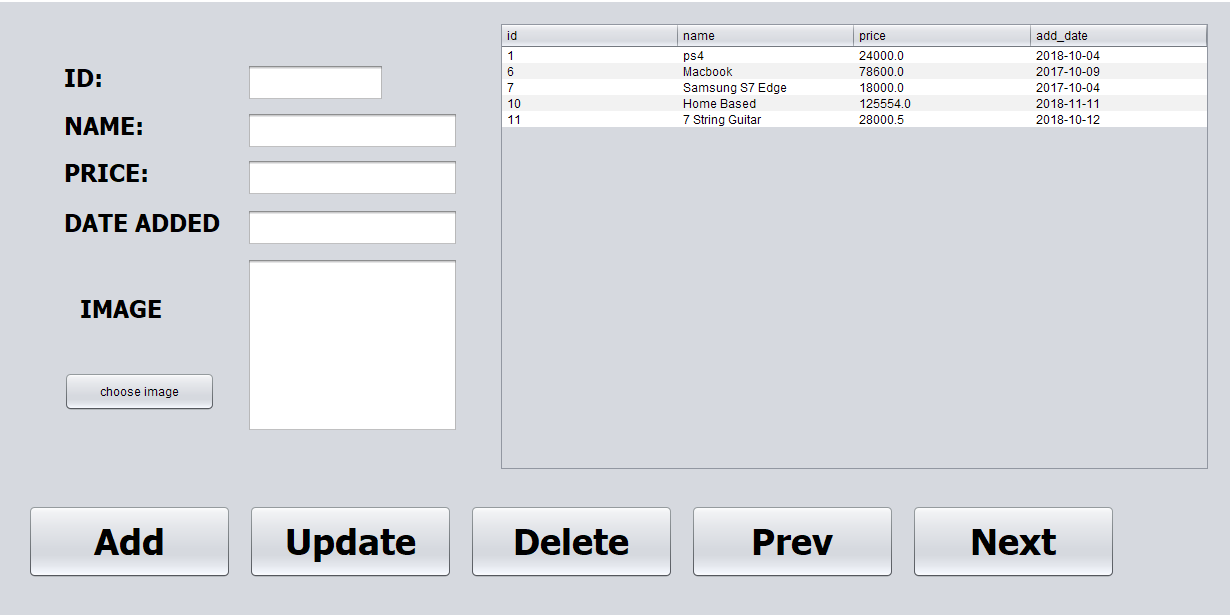 ID:
NAME:
PRICE:
DATE ADDED
IMAGE
choose image
id name price add_date
1 ps4 24000.0 2018-10-04
6 Macbook 78600.0 2017-10-09
7 Samsung S7 Edge 18000.0 2017-10-04
10 Home Based 125554.0 2018-11-11
11 7 String Guitar 28000.5 2018-10-12
Add Update Delete Prev Next